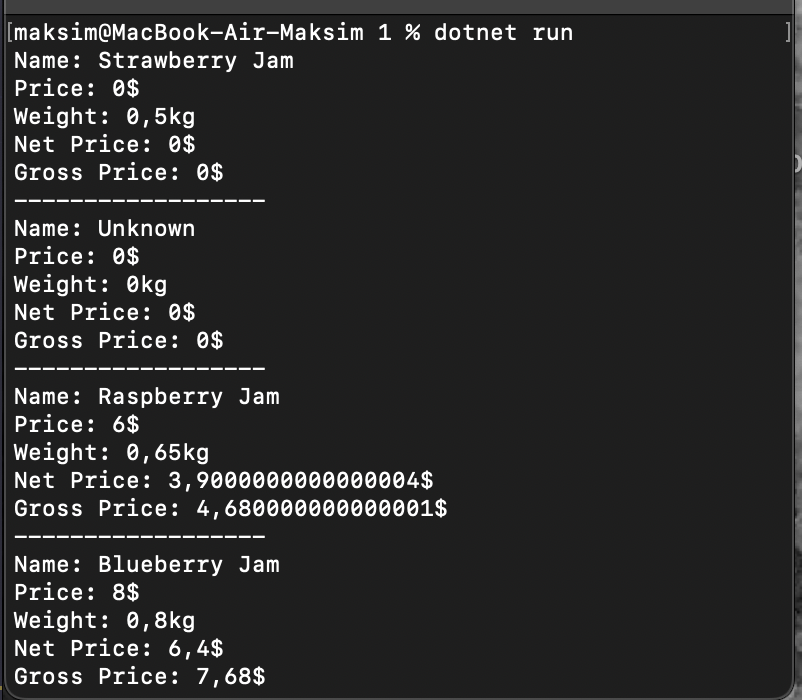 [maksim@MacBook-Air-Maksim 1 % dotnet run ]
Name: Strawberry Jam
Price: 0$
Weight: 0,5kg
Net Price: 0$
Gross Price: 0$
------------------
Name: Unknown
Price: 0$
Weight: 0kg
Net Price: 0$
Gross Price: 0$
------------------
Name: Raspberry Jam
Price: 6$
Weight: 0,65kg
Net Price: 3,9000000000000004$
Gross Price: 4,680000000000001$
------------------
Name: Blueberry Jam
Price: 8$
Weight: 0,8kg
Net Price: 6,4$
Gross Price: 7,68$